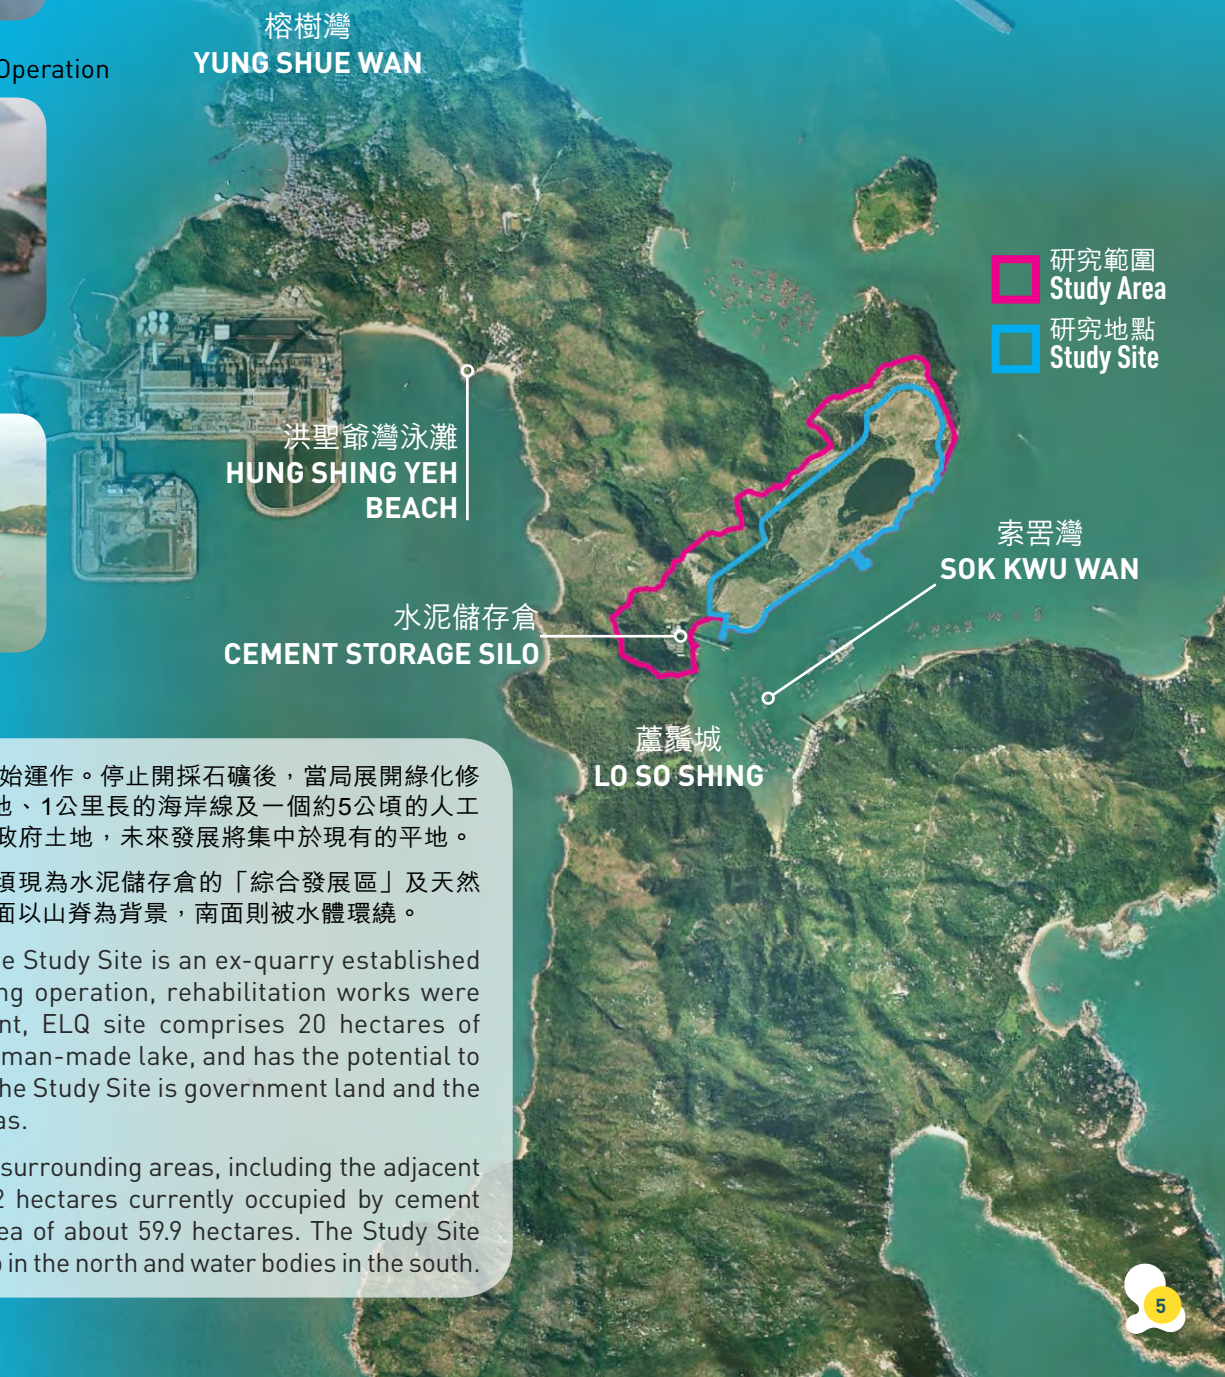 榕樹灣
YUNG SHUE WAN
Operation
研究範圍
Study Area
研究地點
Study Site
洪聖爺灣泳灘
HUNG SHING YEH
BEACH
索罟灣
SOK KWU WAN
水泥儲存倉
CEMENT STORAGE SILO
蘆鬚城
LO SO SHING
始運作。停止開採石礦後，當局展開綠化修
地、1公里長的海岸線及一個約5公頃的人工
政府土地，未來發展將集中於現有的平地。
頃現為水泥儲存倉的「綜合發展區」及天然
面以山脊為背景，南面則被水體環繞。
e Study Site is an ex-quarry established
ng operation, rehabilitation works were
nt, ELQ site comprises 20 hectares of
man-made lake, and has the potential to
he Study Site is government land and the
as.
surrounding areas, including the adjacent
2 hectares currently occupied by cement
ea of about 59.9 hectares. The Study Site
in the north and water bodies in the south.
5